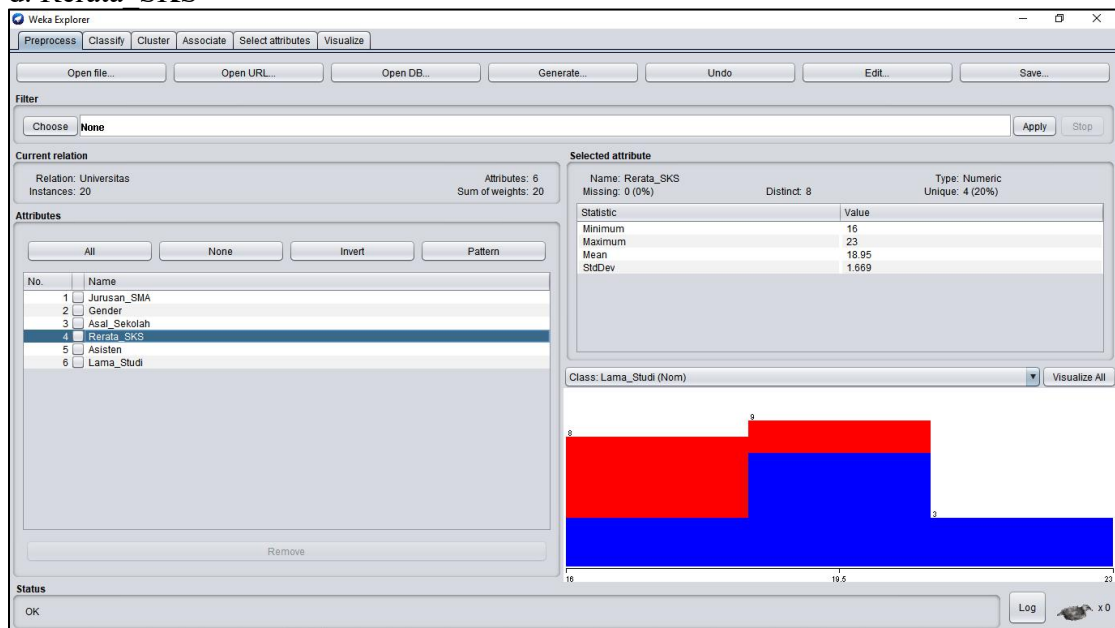 d. Rerata_SKS
Weka Explorer
Preprocess Classify Cluster Associate Select attributes Visualize
Open file... Open URL... Open DB... Generate... Undo Edit... Save...
Filter
Choose None Apply Stop
Current relation
Relation: Universitas Attributes: 6
Instances: 20 Sum of weights: 20
Attributes
All None Invert Pattern
No. Name
1 Jurusan_SMA
2 Gender
3 Asal_Sekolah
4 Rerata_SKS
5 Asisten
6 Lama_Studi
Remove
Selected attribute
Name: Rerata_SKS Type: Numeric
Missing: 0 (0%) Distinct: 8 Unique: 4 (20%)
Statistic Value
Minimum 16
Maximum 23
Mean 18.95
StdDev 1.669
Class: Lama_Studi (Nom) Visualize All
8 9 3
16 19.5 23
Status
OK Log x 0